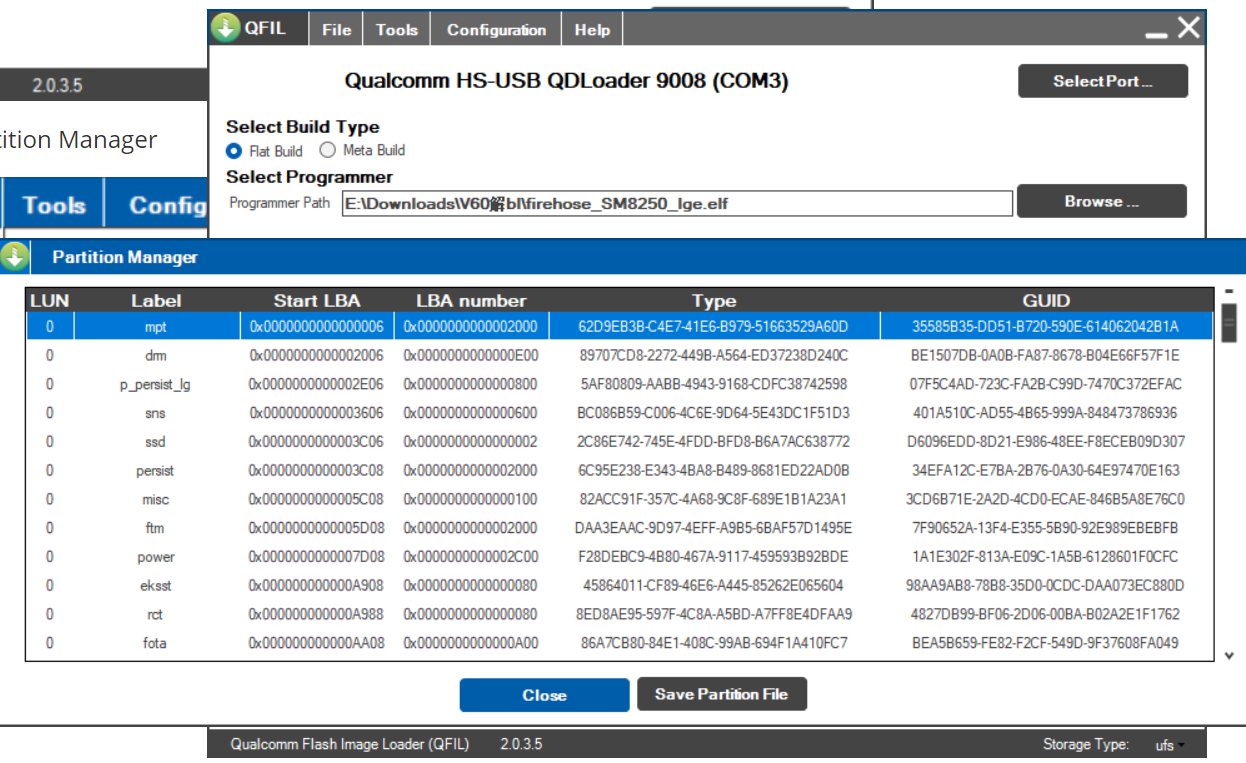 QFIL File Tools Configuration Help
Qualcomm HS-USB QDLoader 9008 (COM3) Select Port...
2.0.3.5
Select Build Type
Flat Build Meta Build
tition Manager
Select Programmer
Programmer Path E:\Downloads\V60解bl\firehose_SM8250_lge.elf Browse ...
Tools Config
Partition Manager
LUN Label Start LBA LBA number Type GUID
0 mpt 0x0000000000000006 0x0000000000002000 62D9EB3B-C4E7-41E6-B979-51663529A60D 35585B35-DD51-B720-590E-614062042B1A
0 drm 0x0000000000002006 0x0000000000000E00 89707CD8-2272-449B-A564-ED37238D240C BE1507DB-0A0B-FA87-8678-B04E66F57F1E
0 p_persist_lg 0x0000000000002E06 0x0000000000000800 5AF80809-AABB-4943-9168-CDFC38742598 07F5C4AD-723C-FA2B-C99D-7470C372EFAC
0 sns 0x0000000000003606 0x0000000000000600 BC086B59-C006-4C6E-9D64-5E43DC1F51D3 401A510C-AD55-4B65-999A-848473786936
0 ssd 0x0000000000003C06 0x0000000000000002 2C86E742-745E-4FDD-BFD8-B6A7AC638772 D6096EDD-8D21-E986-48EE-F8ECEB09D307
0 persist 0x0000000000003C08 0x0000000000002000 6C95E238-E343-4BA8-B489-8681ED22AD0B 34EFA12C-E7BA-2B76-0A30-64E97470E163
0 misc 0x0000000000005C08 0x0000000000000100 82ACC91F-357C-4A68-9C8F-689E1B1A23A1 3CD6B71E-2A2D-4CD0-ECAE-846B5A8E76C0
0 ftm 0x0000000000005D08 0x0000000000002000 DAA3EAAC-9D97-4EFF-A9B5-6BAF57D1495E 7F90652A-13F4-E355-5B90-92E989EBEBFB
0 power 0x0000000000007D08 0x0000000000002C00 F28DEBC9-4B80-467A-9117-459593B92BDE 1A1E302F-813A-E09C-1A5B-6128601F0CFC
0 eksst 0x000000000000A908 0x0000000000000080 45864011-CF89-46E6-A445-85262E065604 98AA9AB8-78B8-35D0-0CDC-DAA073EC880D
0 rct 0x000000000000A988 0x0000000000000080 8ED8AE95-597F-4C8A-A5BD-A7FF8E4DFAA9 4827DB99-BF06-2D06-00BA-B02A2E1F1762
0 fota 0x000000000000AA08 0x0000000000000A00 86A7CB80-84E1-408C-99AB-694F1A410FC7 BEA5B659-FE82-F2CF-549D-9F37608FA049
Close Save Partition File
Qualcomm Flash Image Loader (QFIL) 2.0.3.5 Storage Type: ufs